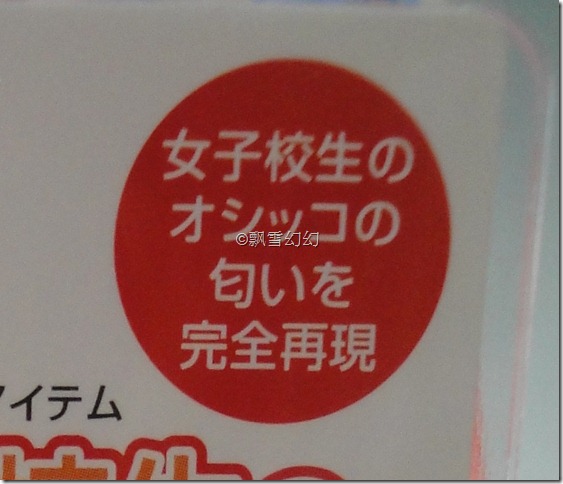 女子校生の
オシッコの
©飘雪幻幻
匂いを
完全再現
アイテム